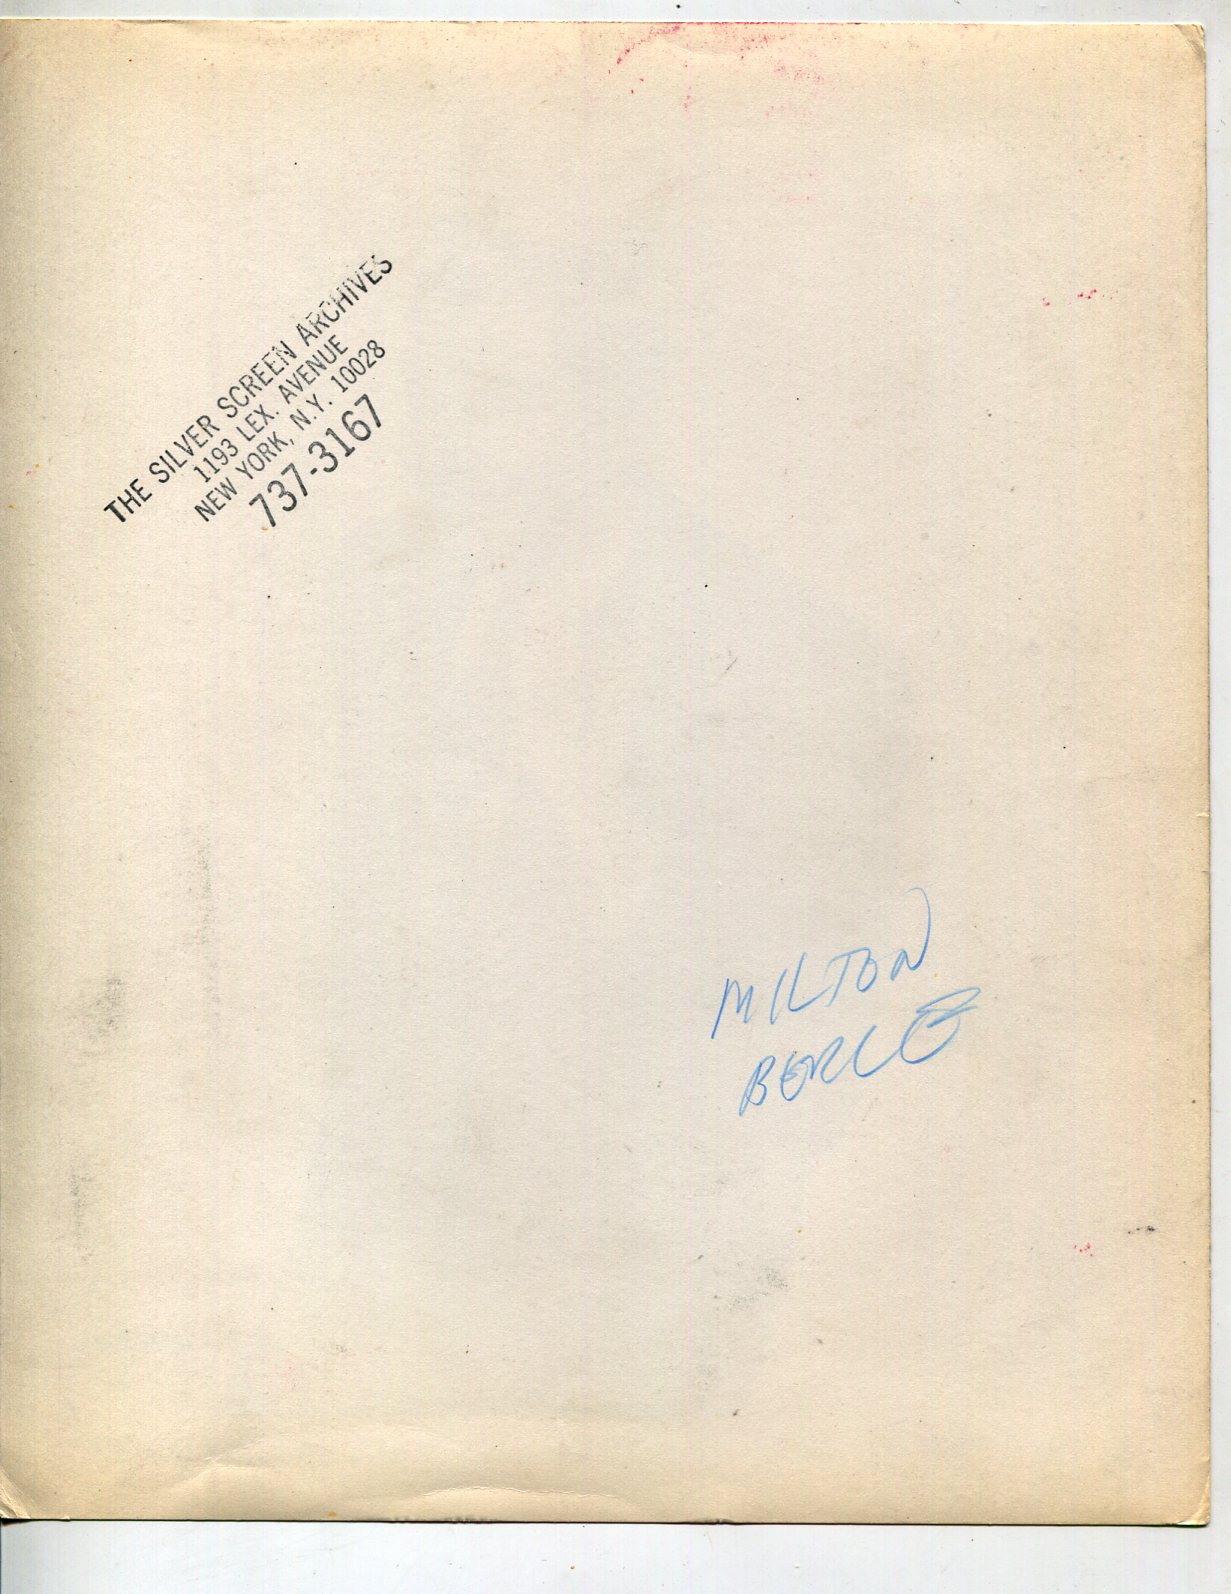 THE SILVER SCREEN ARCHIVES
1193 LEX. AVENUE
NEW YORK, N.Y. 10028
737-3167
MILTON
BERLE